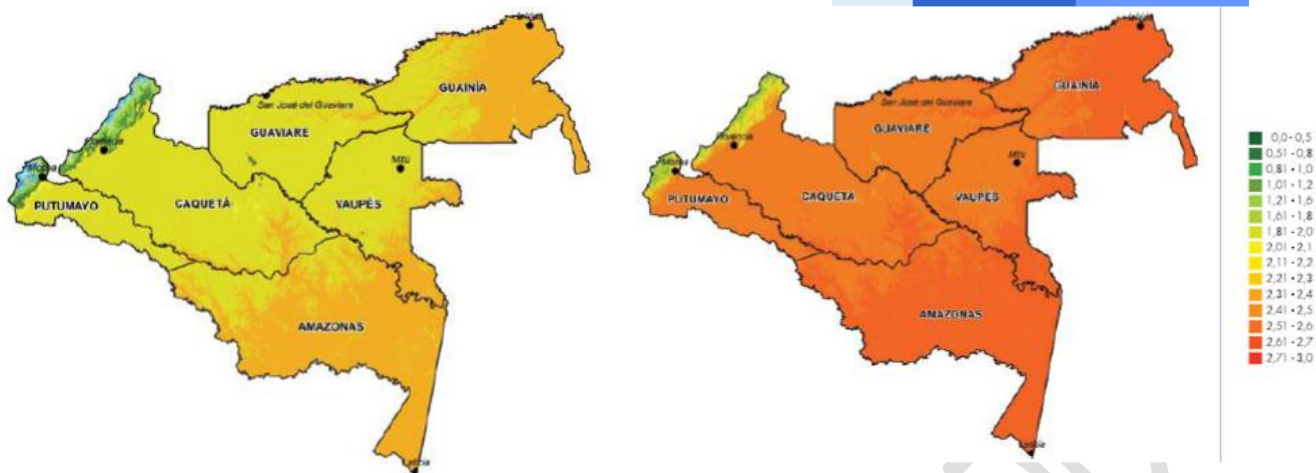 San José del Guaviare
GUAINÍA
GUAVIARE
Mitú
PUTUMAYO
CAQUETÁ
VAUPÉS
AMAZONAS
Leticia
San José del Guaviare
GUAINÍA
GUAVIARE
Florencia
Mocoa
Mitú
PUTUMAYO
CAQUETA
VAUPÉS
AMAZONAS
Leticia
0,0 - 0,5
0,51 - 0,8
0,81 - 1,0
1,01 - 1,2
1,21 - 1,6
1,61 - 1,8
1,81 - 2,0
2,01 - 2,1
2,11 - 2,2
2,21 - 2,3
2,31 - 2,4
2,41 - 2,5
2,51 - 2,6
2,61 - 2,7
2,71 - 3,0